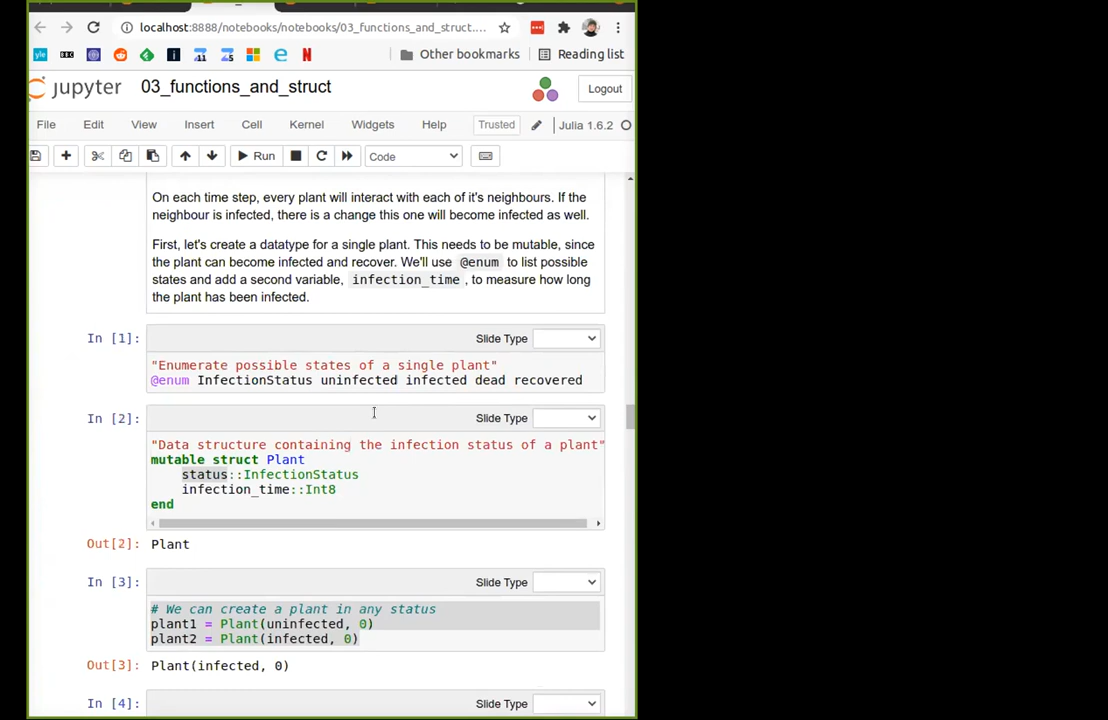 localhost:8888/notebooks/notebooks/03_functions_and_struct....
Other bookmarks
Reading list
jupyter 03_functions_and_struct
Logout
File Edit View Insert Cell Kernel Widgets Help Trusted Julia 1.6.2
Run Code
On each time step, every plant will interact with each of it's neighbours. If the
neighbour is infected, there is a change this one will become infected as well.
First, let's create a datatype for a single plant. This needs to be mutable, since
the plant can become infected and recover. We'll use @enum to list possible
states and add a second variable, infection_time , to measure how long
the plant has been infected.
In [1]:
Slide Type
"Enumerate possible states of a single plant"
@enum InfectionStatus uninfected infected dead recovered
In [2]:
Slide Type
"Data structure containing the infection status of a plant"
mutable struct Plant
status::InfectionStatus
infection_time::Int8
end
Out[2]: Plant
In [3]:
Slide Type
# We can create a plant in any status
plant1 = Plant(uninfected, 0)
plant2 = Plant(infected, 0)
Out[3]: Plant(infected, 0)
In [4]:
Slide Type